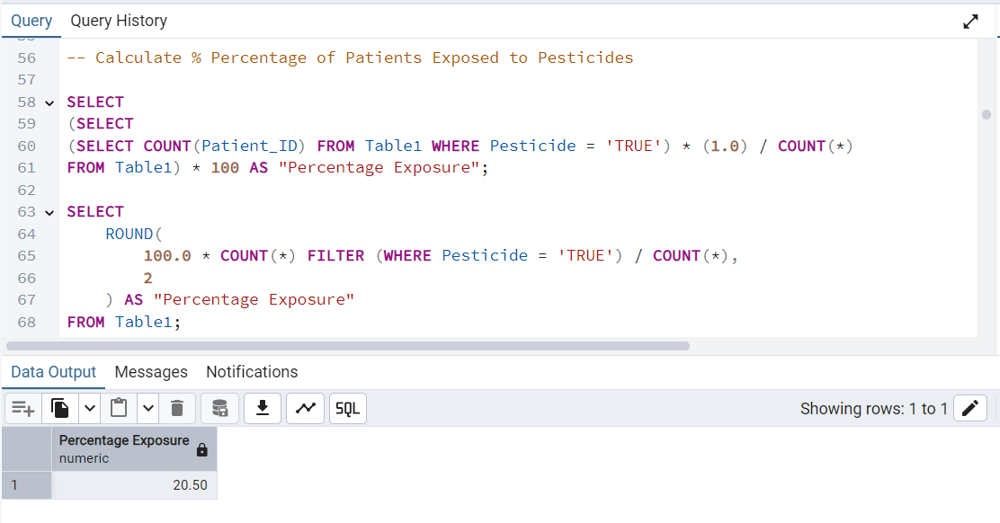 Query Query History
56 -- Calculate % Percentage of Patients Exposed to Pesticides
57
58 SELECT
59 (SELECT
60 (SELECT COUNT(Patient_ID) FROM Table1 WHERE Pesticide = 'TRUE') * (1.0) / COUNT(*)
61 FROM Table1) * 100 AS "Percentage Exposure";
62
63 SELECT
64 ROUND(
65 100.0 * COUNT(*) FILTER (WHERE Pesticide = 'TRUE') / COUNT(*),
66 2
67 ) AS "Percentage Exposure"
68 FROM Table1;
Data Output Messages Notifications
SQL Showing rows: 1 to 1
Percentage Exposure
numeric
1 20.50